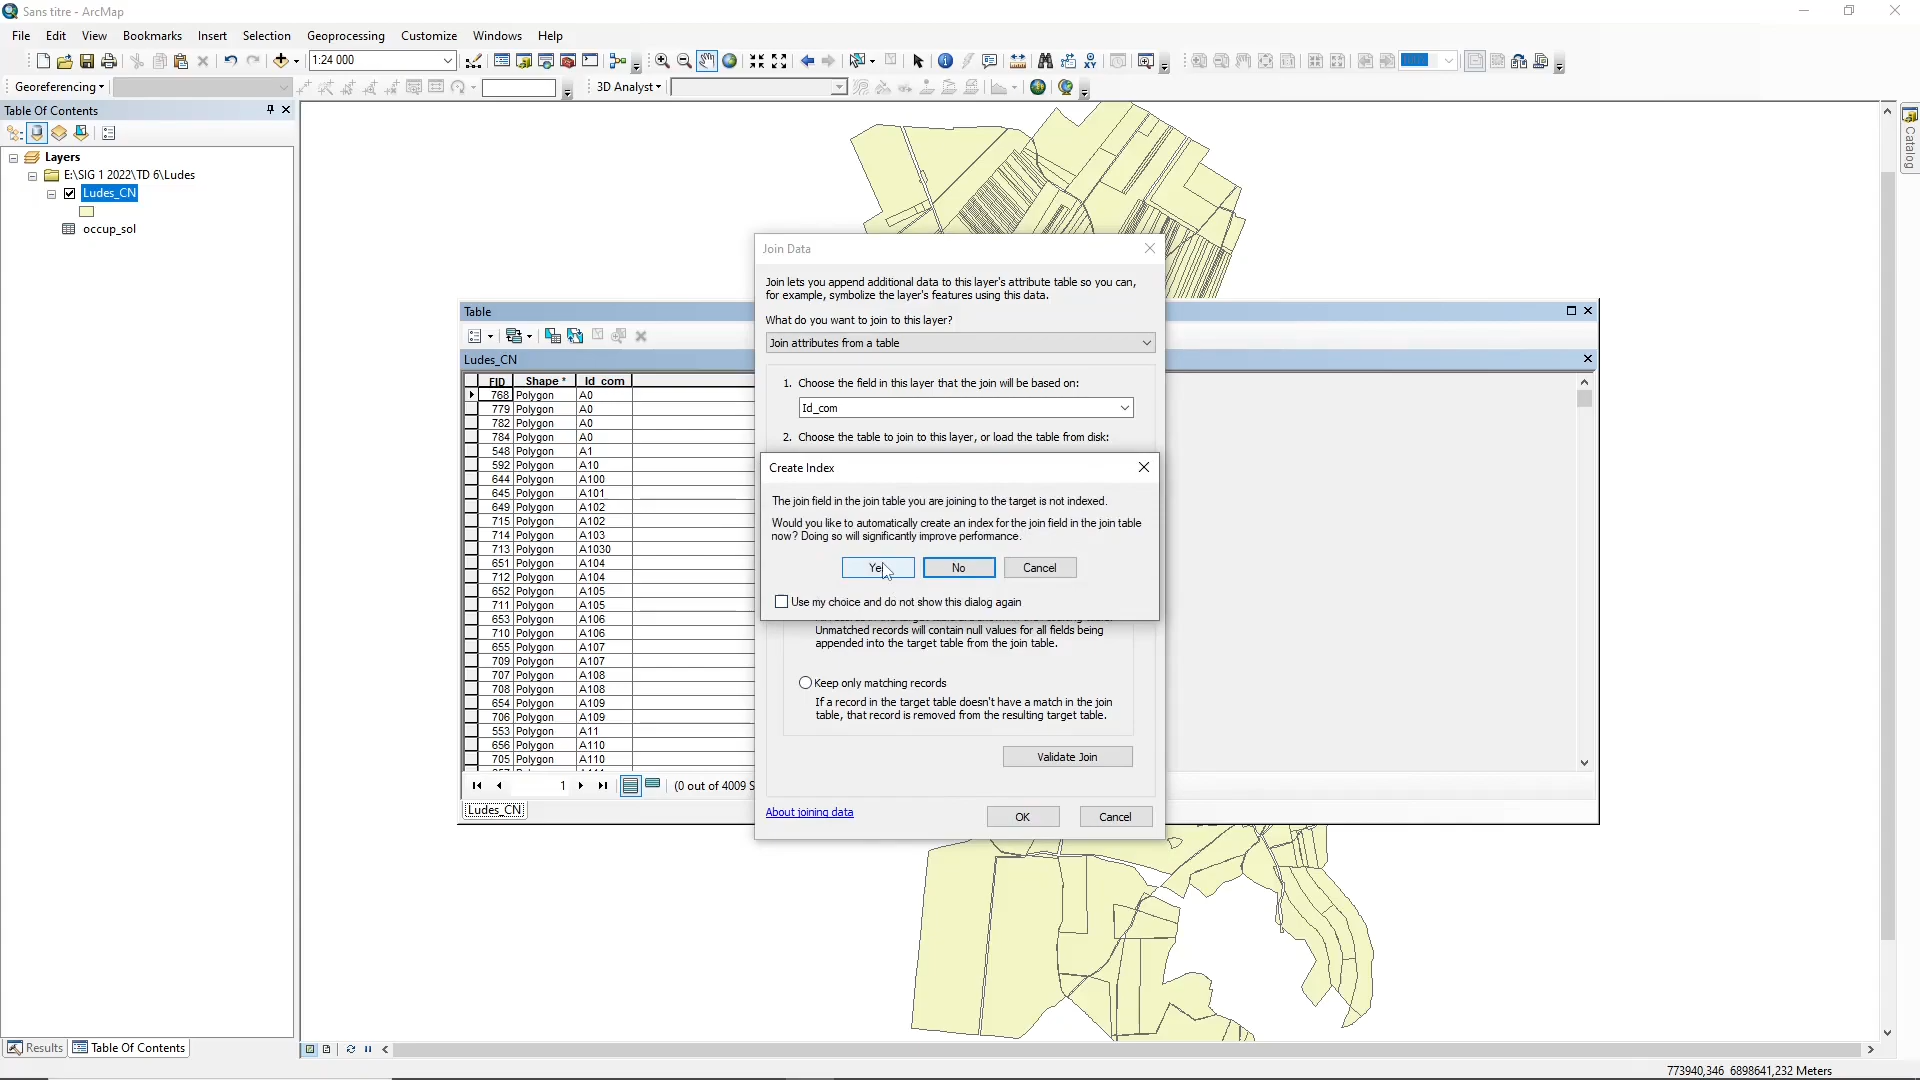 Sans titre - ArcMap
File Edit View Bookmarks Insert Selection Geoprocessing Customize Windows Help
1:24 000
Georeferencing
3D Analyst
Table Of Contents
Layers
E:\SIG 1 2022\TD 6\Ludes
Ludes_CN
occup_sol
Catalog
Table
Ludes_CN
FID Shape * Id_com
768 Polygon A0
779 Polygon A0
782 Polygon A0
784 Polygon A0
548 Polygon A1
592 Polygon A10
644 Polygon A100
645 Polygon A101
649 Polygon A102
715 Polygon A102
714 Polygon A103
713 Polygon A1030
651 Polygon A104
712 Polygon A104
652 Polygon A105
711 Polygon A105
653 Polygon A106
710 Polygon A106
655 Polygon A107
709 Polygon A107
707 Polygon A108
708 Polygon A108
654 Polygon A109
706 Polygon A109
553 Polygon A11
656 Polygon A110
705 Polygon A110
1
(0 out of 4009 S
Ludes_CN
Join Data
Join lets you append additional data to this layer's attribute table so you can,
for example, symbolize the layer's features using this data.
What do you want to join to this layer?
Join attributes from a table
1. Choose the field in this layer that the join will be based on:
Id_com
2. Choose the table to join to this layer, or load the table from disk:
Create Index
The join field in the join table you are joining to the target is not indexed.
Would you like to automatically create an index for the join field in the join table
now? Doing so will significantly improve performance.
Yes No Cancel
Use my choice and do not show this dialog again
Unmatched records will contain null values for all fields being
appended into the target table from the join table.
Keep only matching records
If a record in the target table doesn't have a match in the join
table, that record is removed from the resulting target table.
Validate Join
About joining data
OK Cancel
Results Table Of Contents
773940,346 6898641,232 Meters